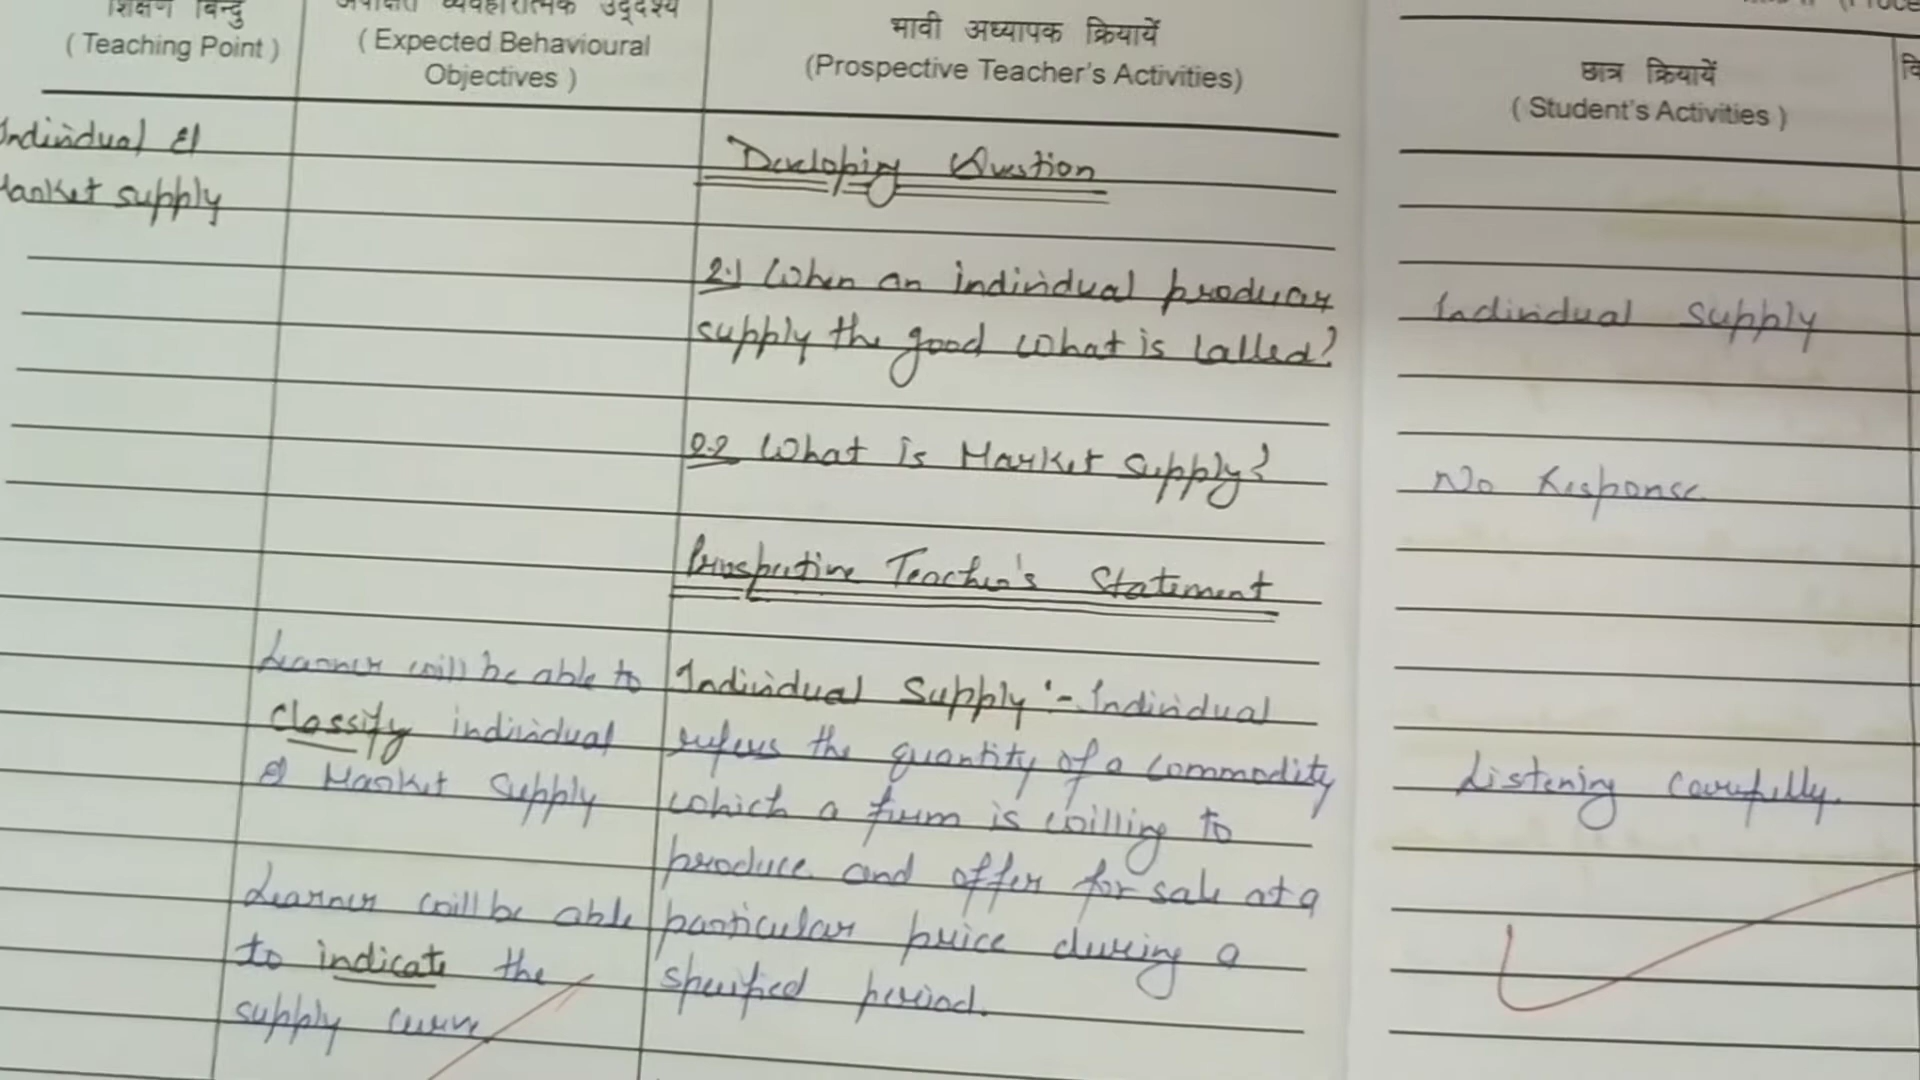 शिक्षण बिन्दु
( Teaching Point )
अपेक्षित व्यवहारात्मक उद्देश्य
( Expected Behavioural
Objectives )
भावी अध्यापक क्रियायें
(Prospective Teacher's Activities)
छात्र क्रियायें
( Student's Activities )
Individual &
Market supply
Developing Question
Q.1 When an individual producer
supply the good what is called?
Individual Supply
Q.2 What is Market Supply?
No Response
Prospective Teacher's Statement
Learner will be able to
classify individual
& Market Supply
Learner will be able
to indicate the
supply curve
Individual Supply :- Individual
refers the quantity of a commodity
which a firm is willing to
produce and offer for sale at a
particular price during a
specified period.
Listening carefully.